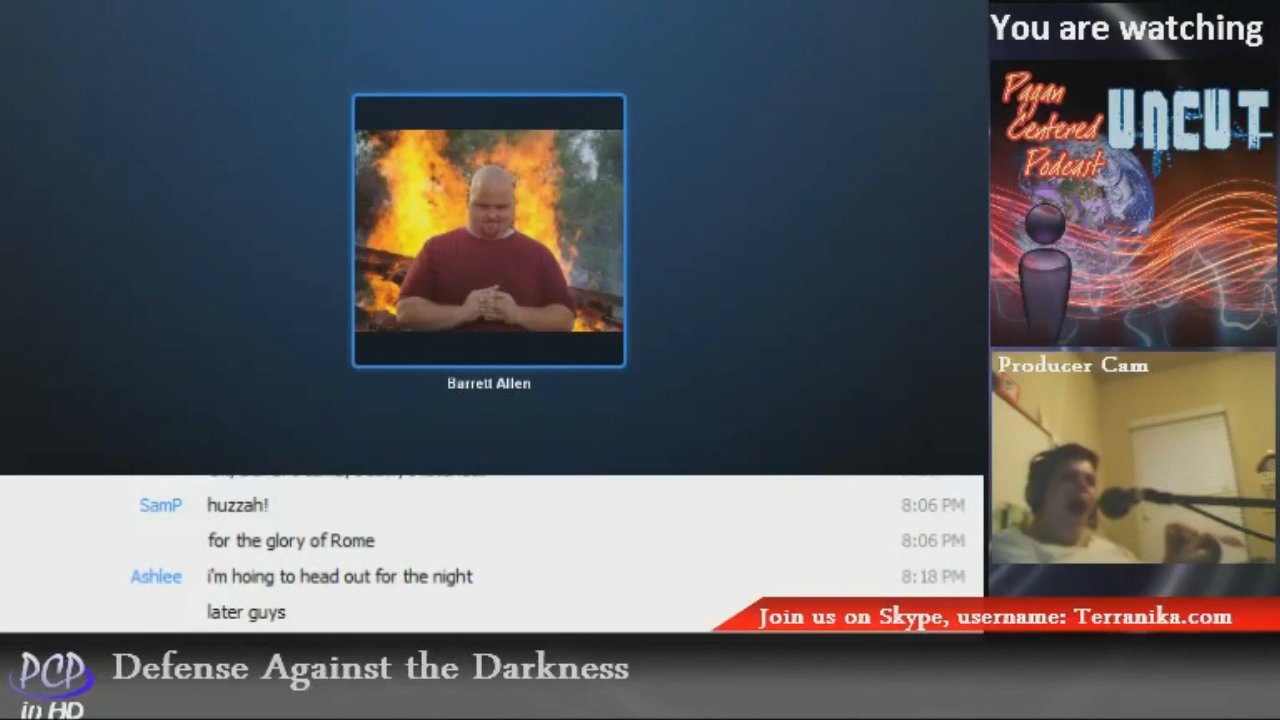 You are watching
Pagan
Centered
Podcast
UNCUT
Producer Cam
Barrett Allen
SamP huzzah! 8:06 PM
for the glory of Rome 8:06 PM
Ashlee i'm hoing to head out for the night 8:18 PM
later guys
Join us on Skype, username: Terranika.com
PCP
in HD
Defense Against the Darkness